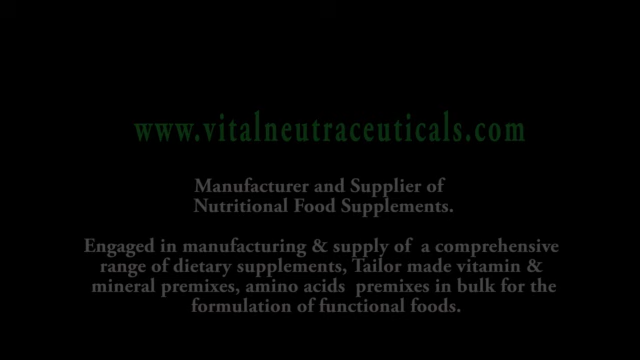 www.vitalneutraceuticals.com
Manufacturer and Supplier of
Nutritional Food Supplements.
Engaged in manufacturing & supply of a comprehensive
range of dietary supplements, Tailor made vitamin &
mineral premixes, amino acids premixes in bulk for the
formulation of functional foods.